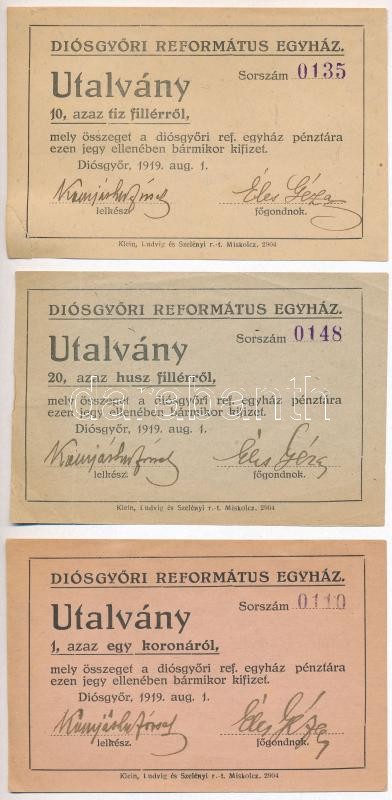 DIÓSGYŐRI REFORMÁTUS EGYHÁZ.
Utalvány Sorszám 0135
10, azaz tiz fillérről,
mely összeget a diósgyőri ref. egyház pénztára
ezen jegy ellenében bármikor kifizet.
Diósgyőr, 1919. aug. 1.
Éles Géza
lelkész. főgondnok.
Klein, Ludvig és Szelényi r.-t. Miskolcz. 2904
DIÓSGYŐRI REFORMÁTUS EGYHÁZ.
Utalvány Sorszám 0148
20, azaz husz fillérről,
mely összeget a diósgyőri ref. egyház pénztára
ezen jegy ellenében bármikor kifizet.
Diósgyőr, 1919. aug. 1.
Éles Géza
lelkész. főgondnok.
Klein, Ludvig és Szelényi r.-t. Miskolcz. 2904
darabanth
DIÓSGYŐRI REFORMÁTUS EGYHÁZ.
Utalvány Sorszám 0110
1, azaz egy koronáról,
mely összeget a diósgyőri ref. egyház pénztára
ezen jegy ellenében bármikor kifizet.
Diósgyőr, 1919. aug. 1.
József Éles Géza
lelkész. főgondnok.
Klein, Ludvig és Szelényi r.-t. Miskolcz. 2904